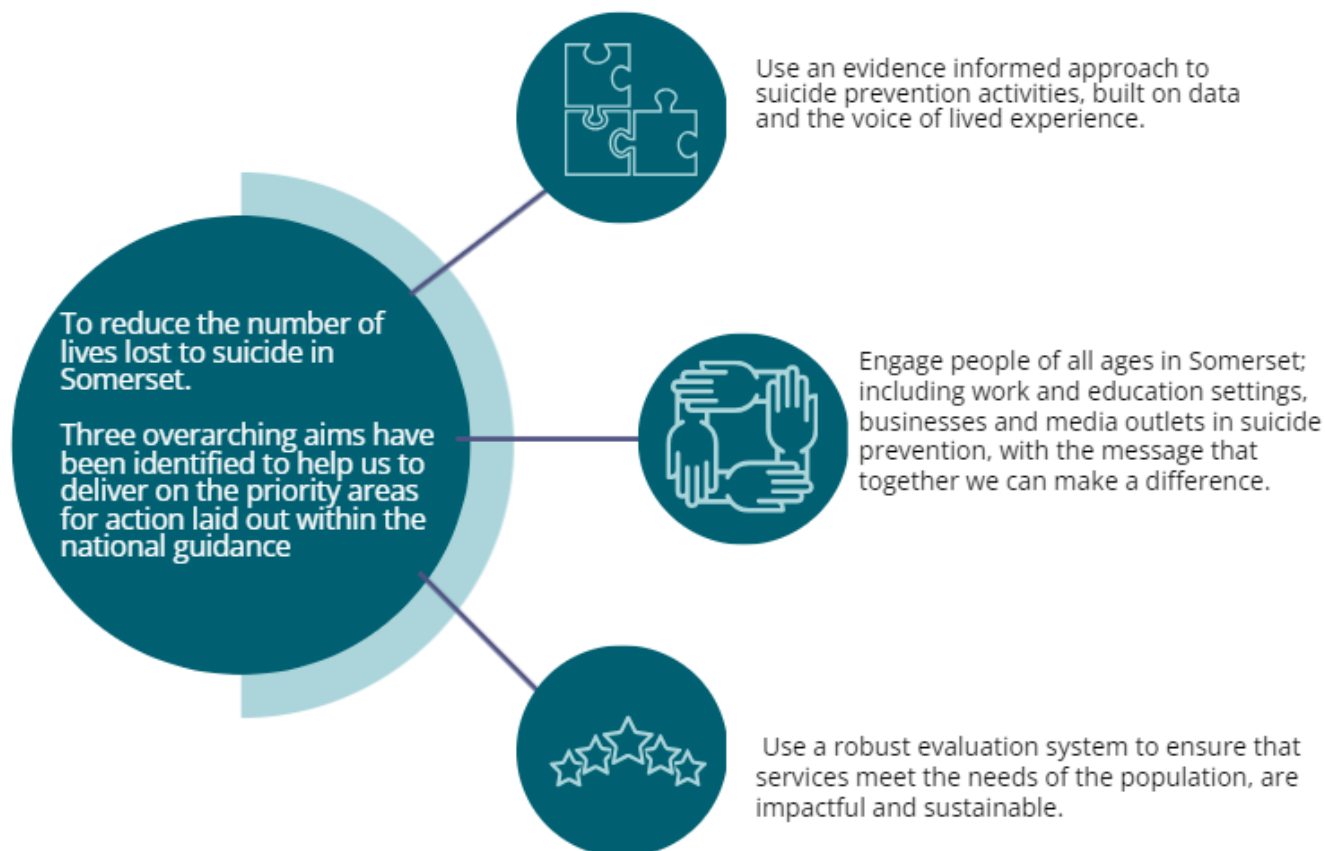 To reduce the number of
lives lost to suicide in
Somerset.
Three overarching aims have
been identified to help us to
deliver on the priority areas
for action laid out within the
national guidance
Use an evidence informed approach to
suicide prevention activities, built on data
and the voice of lived experience.
Engage people of all ages in Somerset;
including work and education settings,
businesses and media outlets in suicide
prevention, with the message that
together we can make a difference.
Use a robust evaluation system to ensure that
services meet the needs of the population, are
impactful and sustainable.